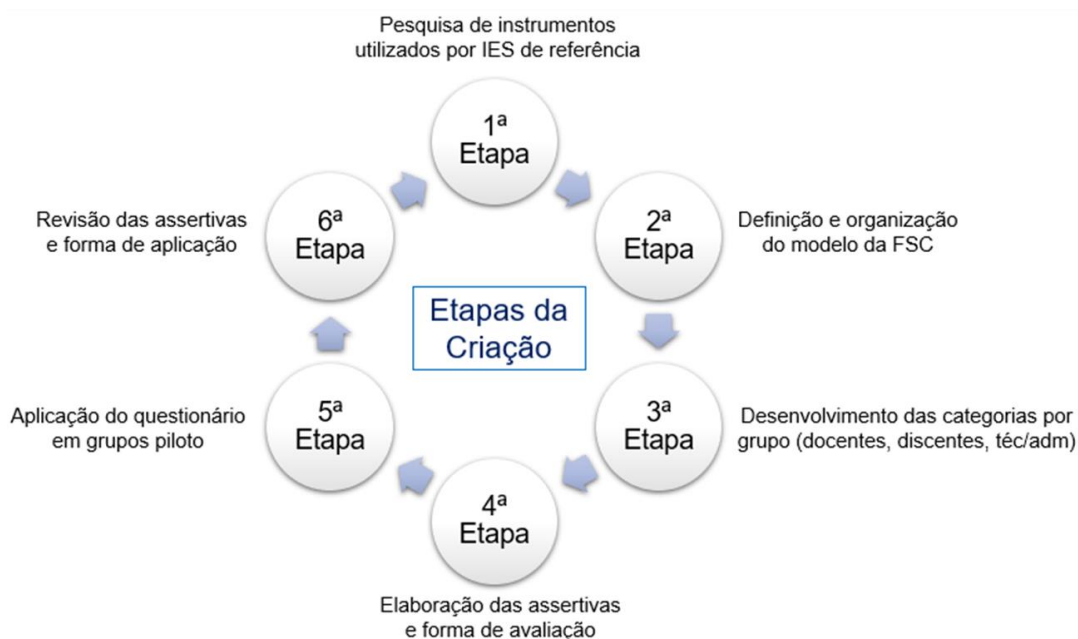 Pesquisa de instrumentos
utilizados por IES de referência
1ª
Etapa
2ª
Etapa
Definição e organização
do modelo da FSC
3ª
Etapa
Desenvolvimento das categorias por
grupo (docentes, discentes, téc/adm)
4ª
Etapa
Elaboração das assertivas
e forma de avaliação
5ª
Etapa
Aplicação do questionário
em grupos piloto
6ª
Etapa
Revisão das assertivas
e forma de aplicação
Etapas da
Criação